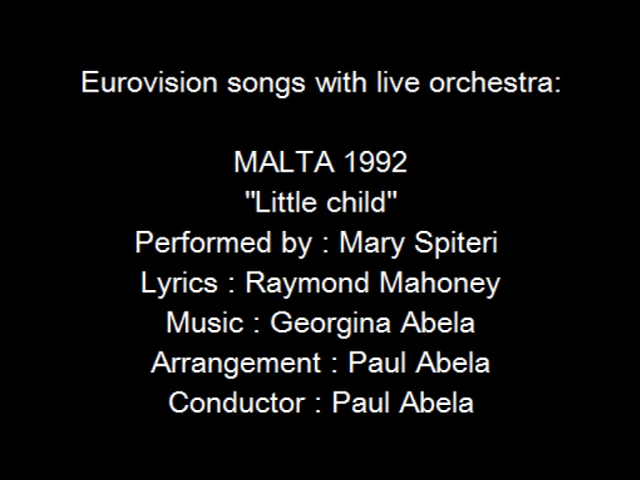 Eurovision songs with live orchestra:
MALTA 1992
"Little child"
Performed by : Mary Spiteri
Lyrics : Raymond Mahoney
Music : Georgina Abela
Arrangement : Paul Abela
Conductor : Paul Abela